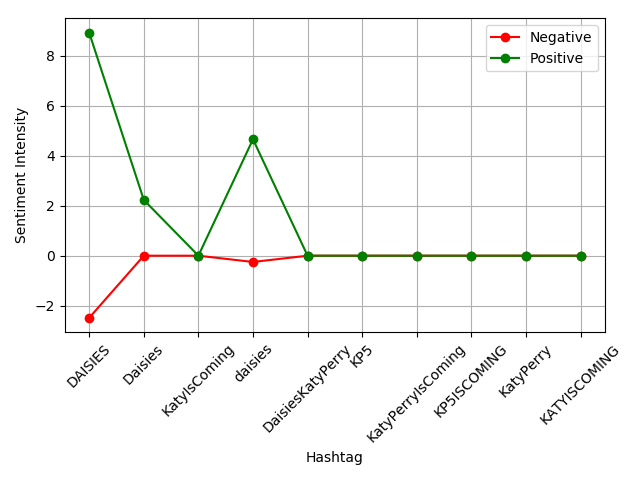 Negative
Positive
8
6
4
2
0
−2
Sentiment Intensity
DAISIES
Daisies
KatyIsComing
daisies
DaisiesKatyPerry
KP5
KatyPerryIsComing
KP5ISCOMING
KatyPerry
KATYISCOMING
Hashtag